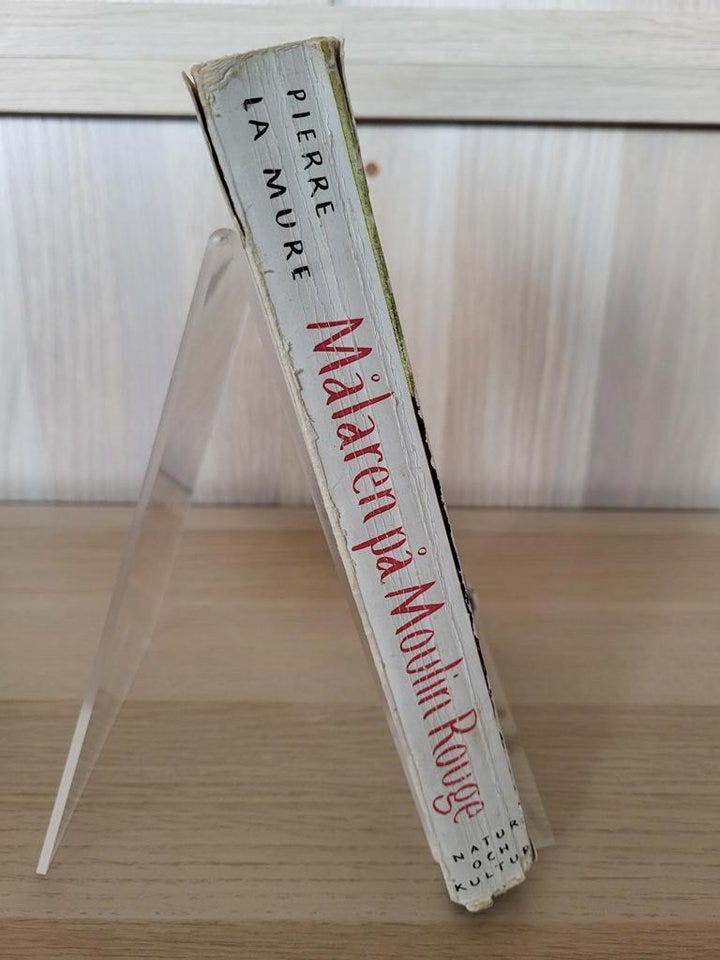 PIERRE
LA MURE
Målaren på Moulin Rouge
NATUR
OCH
KULTUR